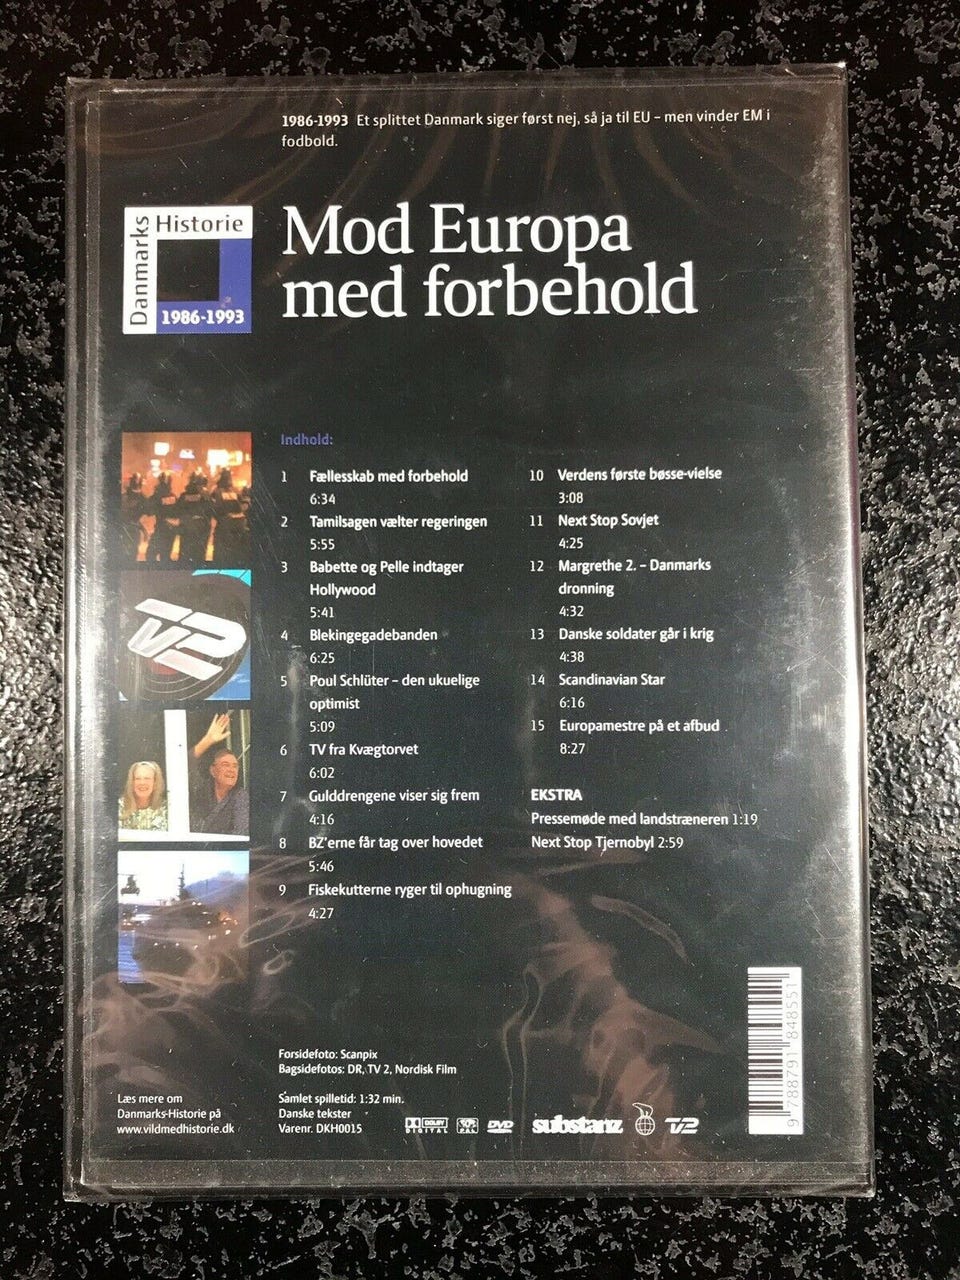 1986-1993 Et splittet Danmark siger først nej, så ja til EU – men vinder EM i
fodbold.
Danmarks
Historie
1986-1993
Mod Europa
med forbehold
Indhold:
1 Fællesskab med forbehold
6:34
2 Tamilsagen vælter regeringen
5:55
3 Babette og Pelle indtager
Hollywood
5:41
4 Blekingegadebanden
6:25
5 Poul Schlüter – den ukuelige
optimist
5:09
6 TV fra Kvægtorvet
6:02
7 Gulddrengene viser sig frem
4:16
8 BZ'erne får tag over hovedet
5:46
9 Fiskekutterne ryger til ophugning
4:27
10 Verdens første bøsse-vielse
3:08
11 Next Stop Sovjet
4:25
12 Margrethe 2. – Danmarks
dronning
4:32
13 Danske soldater går i krig
4:38
14 Scandinavian Star
6:16
15 Europamestre på et afbud
8:27
EKSTRA
Pressemøde med landstræneren 1:19
Next Stop Tjernobyl 2:59
TV2
Forsidefoto: Scanpix
Bagsidefotos: DR, TV 2, Nordisk Film
Læs mere om
Danmarks-Historie på
www.vildmedhistorie.dk
Samlet spilletid: 1:32 min.
Danske tekster
Varenr. DKH0015
DOLBY
DIGITAL
PAL
DVD
substanz
TV2
9 788791 848551